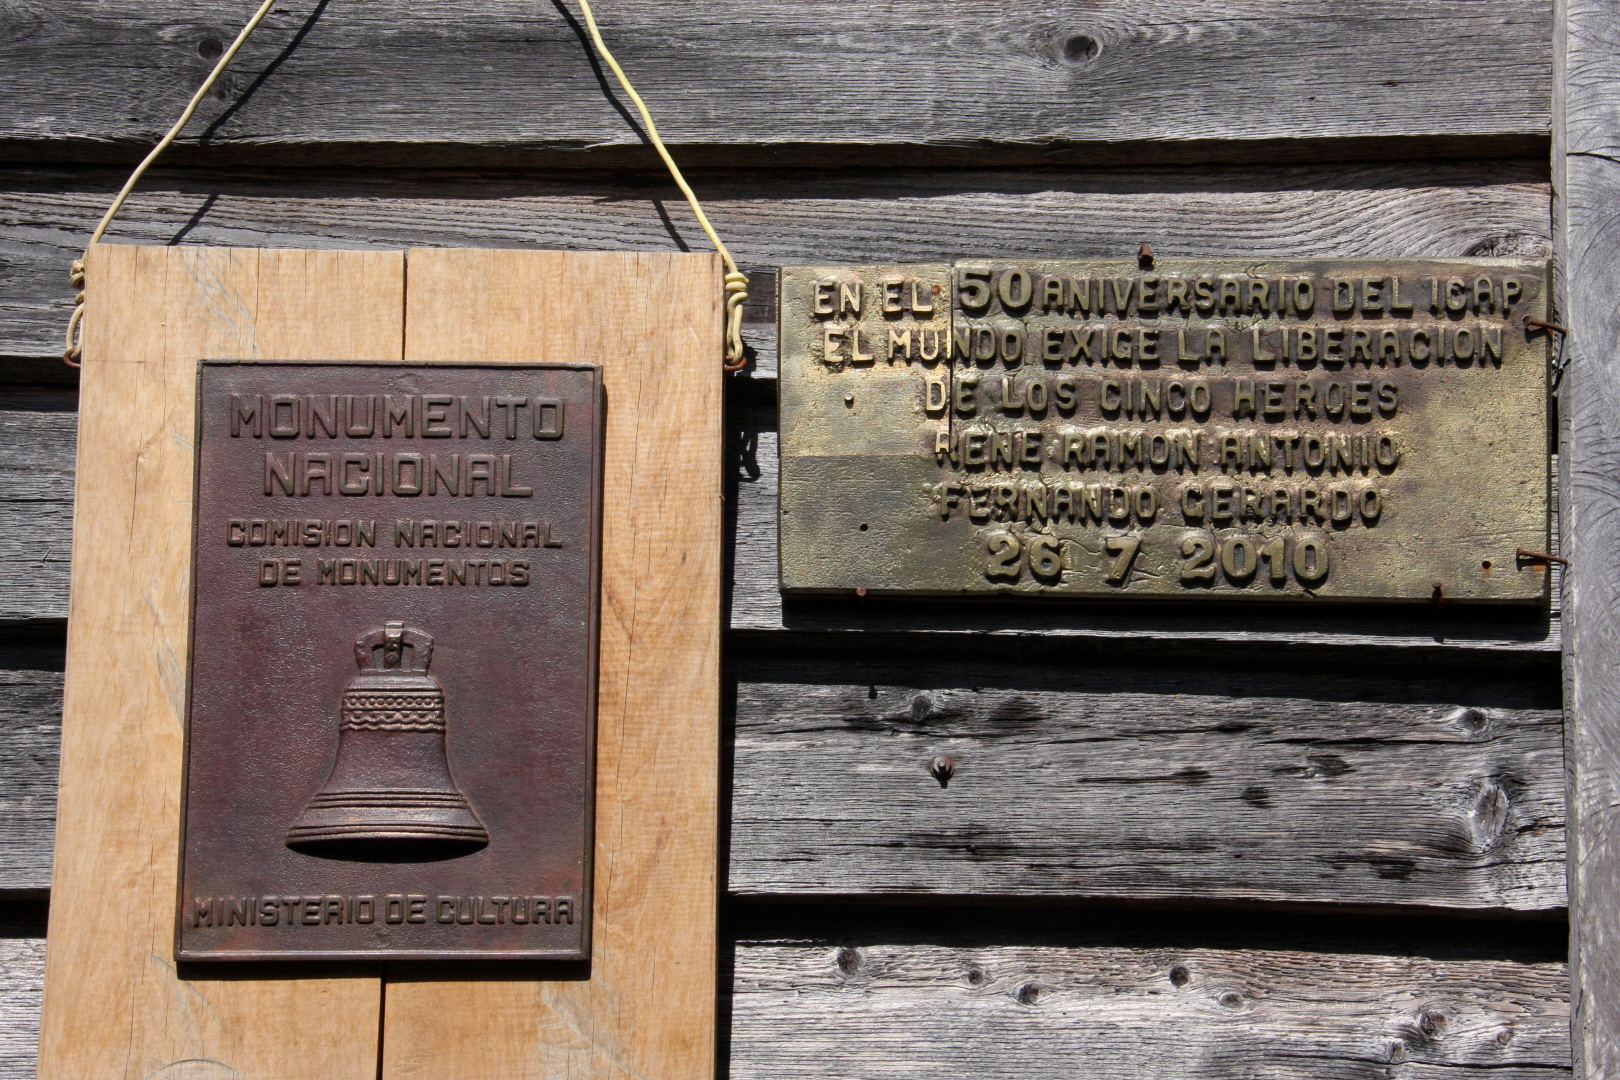 MONUMENTO
NACIONAL
COMISION NACIONAL
DE MONUMENTOS
MINISTERIO DE CULTURA
EN EL 50 ANIVERSARIO DEL ICAP
EL MUNDO EXIGE LA LIBERACION
DE LOS CINCO HEROES
RENE RAMON ANTONIO
FERNANDO GERARDO
26 7 2010